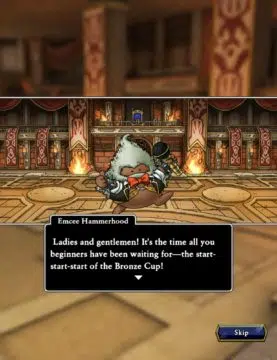 Emcee Hammerhood
Ladies and gentlemen! It's the time all you
beginners have been waiting for—the start-
start-start of the Bronze Cup!
Skip